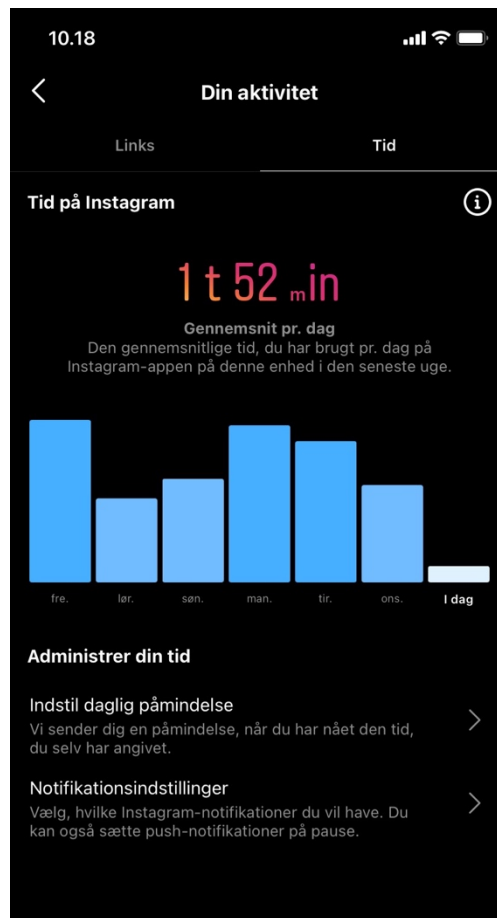 10.18
Din aktivitet
Links
Tid
Tid på Instagram
1 t 52 min
Gennemsnit pr. dag
Den gennemsnitlige tid, du har brugt pr. dag på
Instagram-appen på denne enhed i den seneste uge.
fre.
lør.
søn.
man.
tir.
ons.
I dag
Administrer din tid
Indstil daglig påmindelse
Vi sender dig en påmindelse, når du har nået den tid,
du selv har angivet.
Notifikationsindstillinger
Vælg, hvilke Instagram-notifikationer du vil have. Du
kan også sætte push-notifikationer på pause.